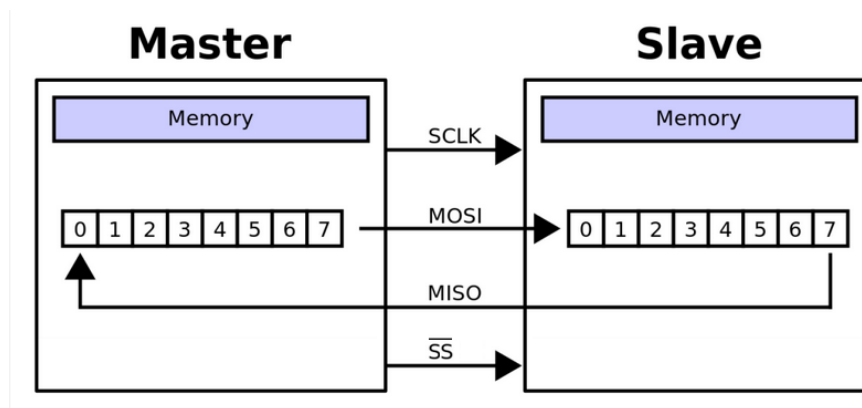 Master Slave
Memory Memory
SCLK
0 1 2 3 4 5 6 7 MOSI 0 1 2 3 4 5 6 7
MISO
S̅S̅